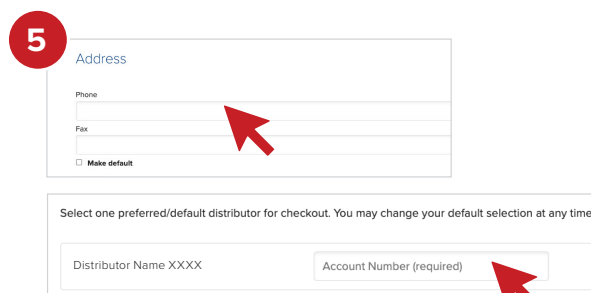 5
Address
Phone
Fax
Make default
Select one preferred/default distributor for checkout. You may change your default selection at any time
Distributor Name XXXX
Account Number (required)